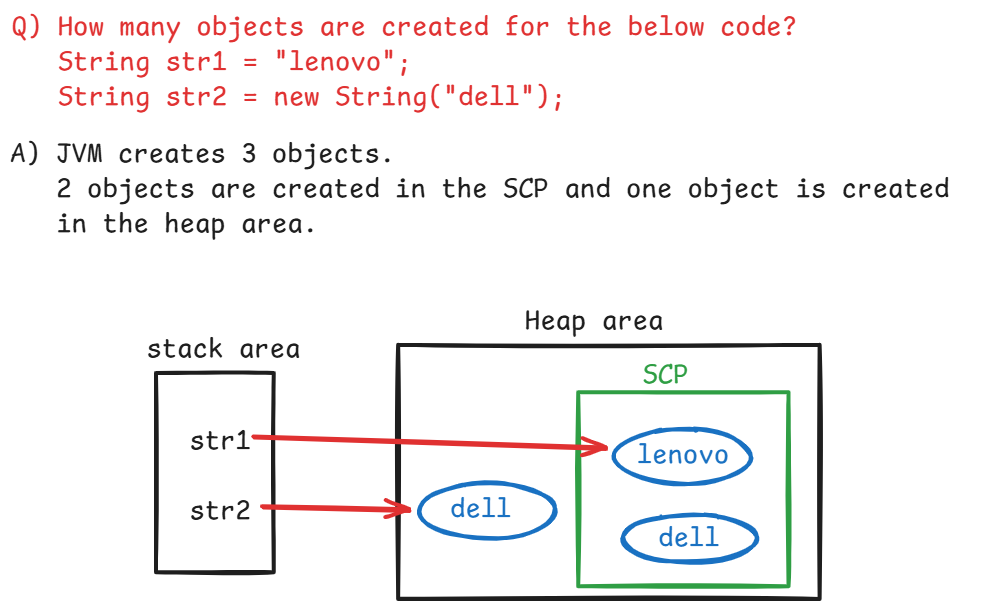 Q) How many objects are created for the below code?
String str1 = "lenovo";
String str2 = new String("dell");
A) JVM creates 3 objects.
2 objects are created in the SCP and one object is created
in the heap area.
Heap area
stack area
SCP
str1
lenovo
str2
dell
dell